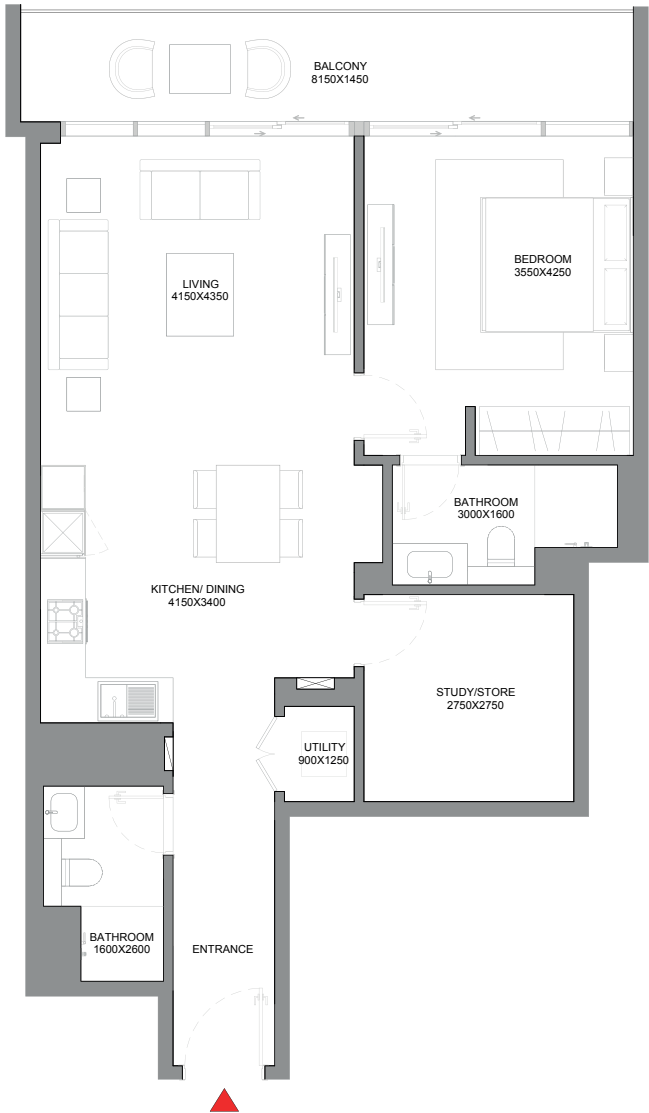 BALCONY
8150X1450
BEDROOM
3550X4250
LIVING
4150X4350
BATHROOM
3000X1600
KITCHEN/ DINING
4150X3400
STUDY/STORE
2750X2750
UTILITY
900X1250
BATHROOM
1600X2600
ENTRANCE